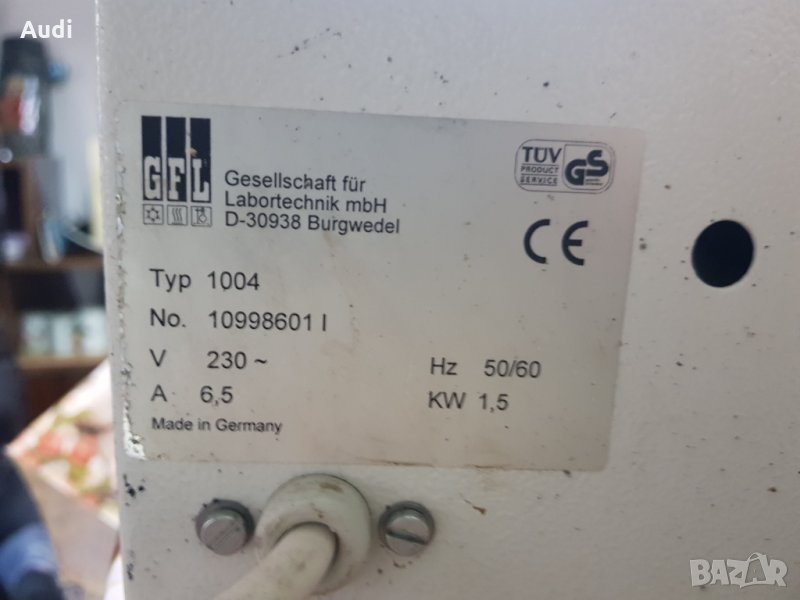 Audi
GFL
Gesellschaft für
Labortechnik mbH
D-30938 Burgwedel
TÜV
PRODUCT
SERVICE
GS
CE
Typ 1004
No. 10998601 I
V 230 ~
Hz 50/60
A 6,5
KW 1,5
Made in Germany
BAZAR